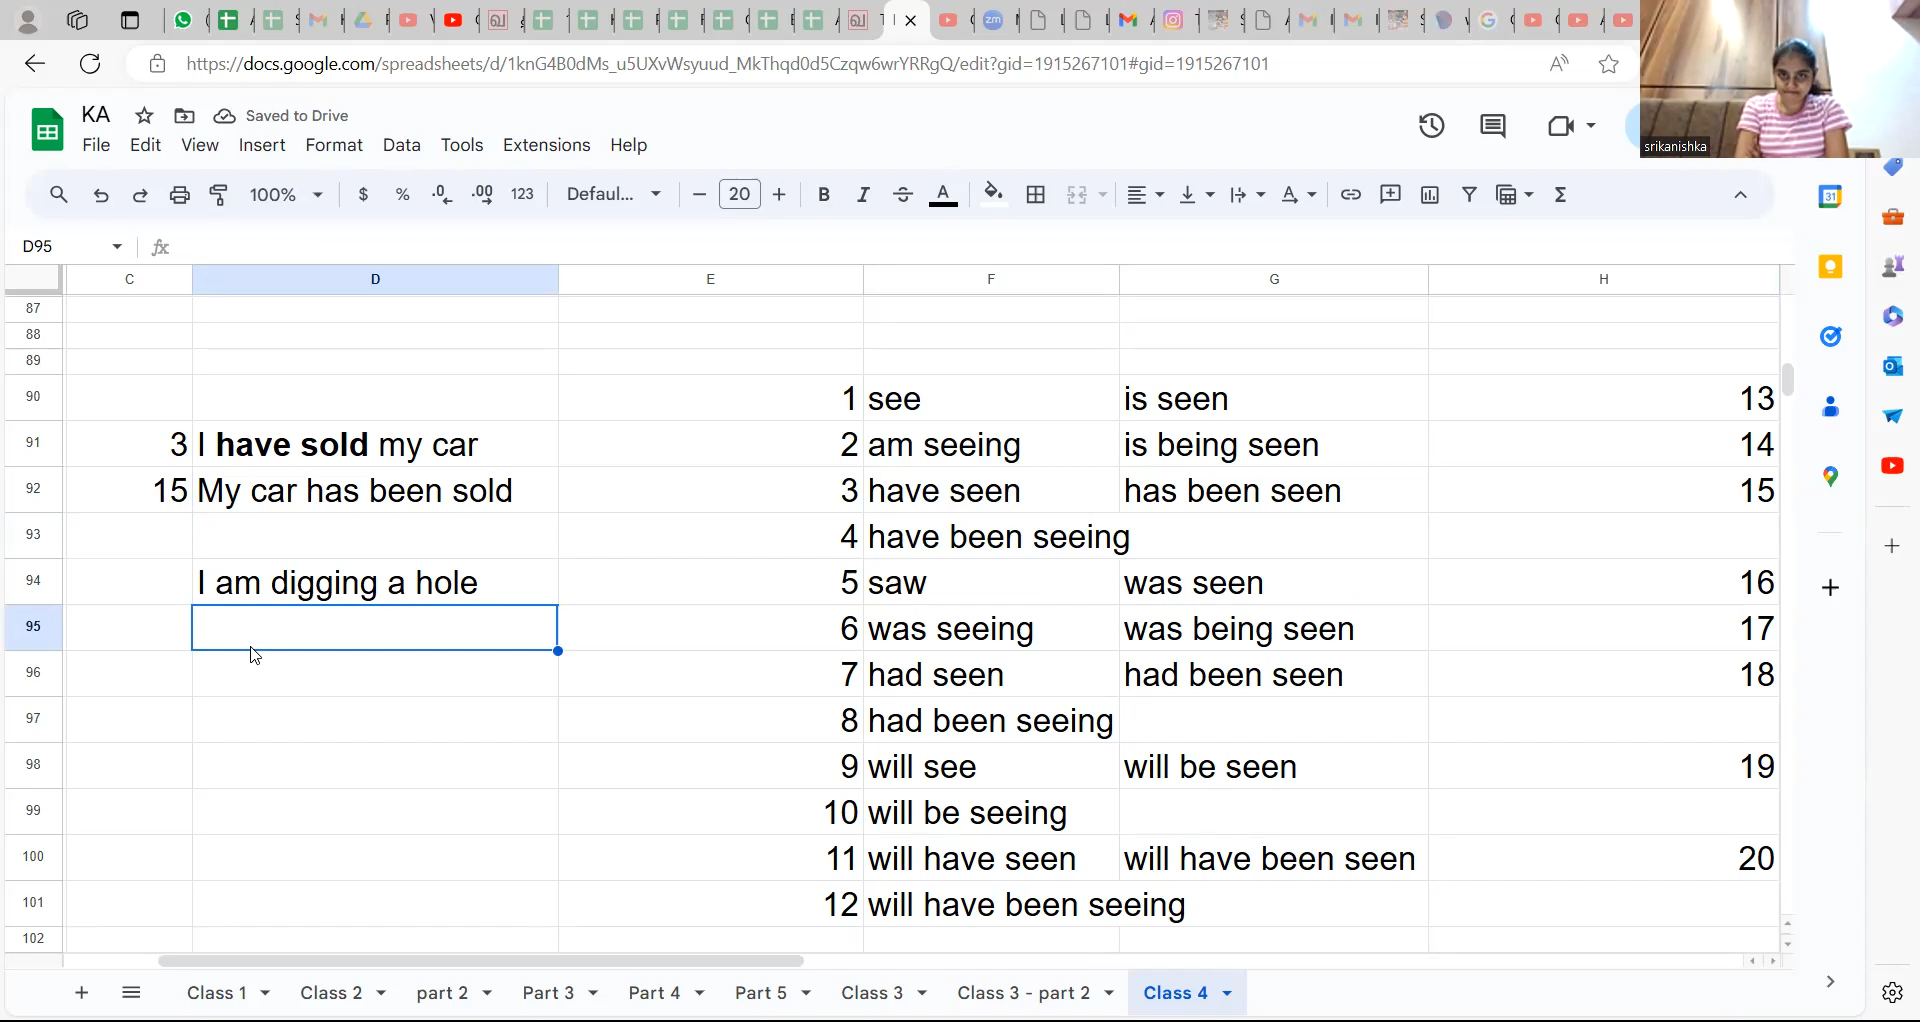 https://docs.google.com/spreadsheets/d/1knG4B0dMs_u5UXvWsyuud_MkThqd0d5Czqw6wrYRRgQ/edit?gid=1915267101#gid=1915267101
srikanishka
KA
Saved to Drive
File Edit View Insert Format Data Tools Extensions Help
100% $ % .0 .00 123 Defaul... 20 B I S A
D95 fx
C D E F G H
87
88
89
90 1 see is seen 13
91 3 I have sold my car 2 am seeing is being seen 14
92 15 My car has been sold 3 have seen has been seen 15
93 4 have been seeing
94 I am digging a hole 5 saw was seen 16
95 6 was seeing was being seen 17
96 7 had seen had been seen 18
97 8 had been seeing
98 9 will see will be seen 19
99 10 will be seeing
100 11 will have seen will have been seen 20
101 12 will have been seeing
102
Class 1 Class 2 part 2 Part 3 Part 4 Part 5 Class 3 Class 3 - part 2 Class 4